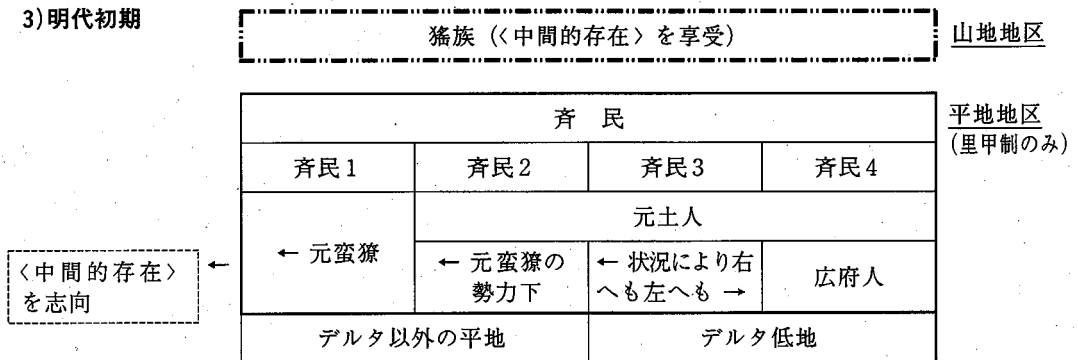 3)明代初期
猺族（〈中間的存在〉を享受）
山地地区
斉　民
平地地区
(里甲制のみ)
斉民1
斉民2
斉民3
斉民4
元土人
← 元蛮獠
← 元蛮獠の
勢力下
← 状況により右
へも左へも →
広府人
〈中間的存在〉 ←
を志向
デルタ以外の平地
デルタ低地